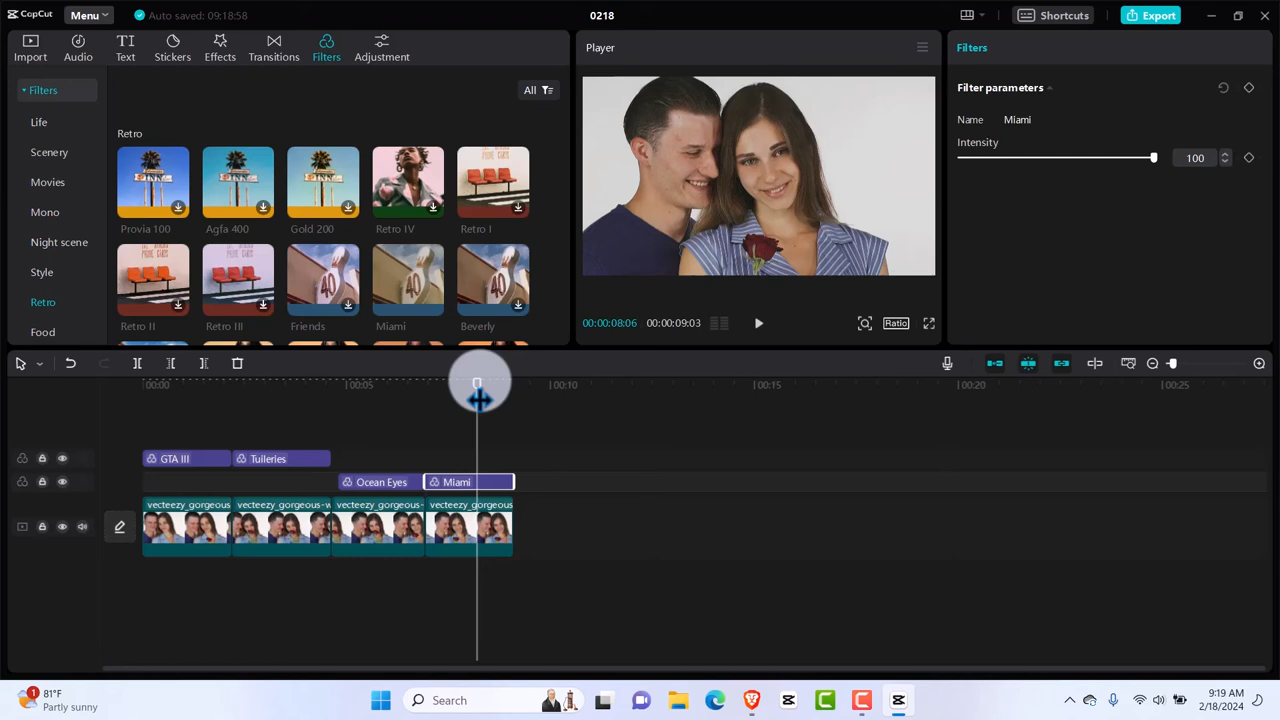 CapCut
Menu
Auto saved: 09:18:58
0218
Shortcuts
Export
Import
Audio
Text
Stickers
Effects
Transitions
Filters
Adjustment
Filters
Life
Scenery
Movies
Mono
Night scene
Style
Retro
Food
All
Retro
Provia 100
Agfa 400
Gold 200
Retro IV
Retro I
Retro II
Retro III
Friends
Miami
Beverly
Player
00:00:08:06
00:00:09:03
Ratio
Filters
Filter parameters
Name
Miami
Intensity
100
00:00
00:05
00:10
00:15
00:20
00:25
GTA III
Tuileries
Ocean Eyes
Miami
vecteezy_gorgeous
vecteezy_gorgeous-w
vecteezy_gorgeous-
vecteezy_gorgeous
1
81°F
Partly sunny
Search
9:19 AM
2/18/2024